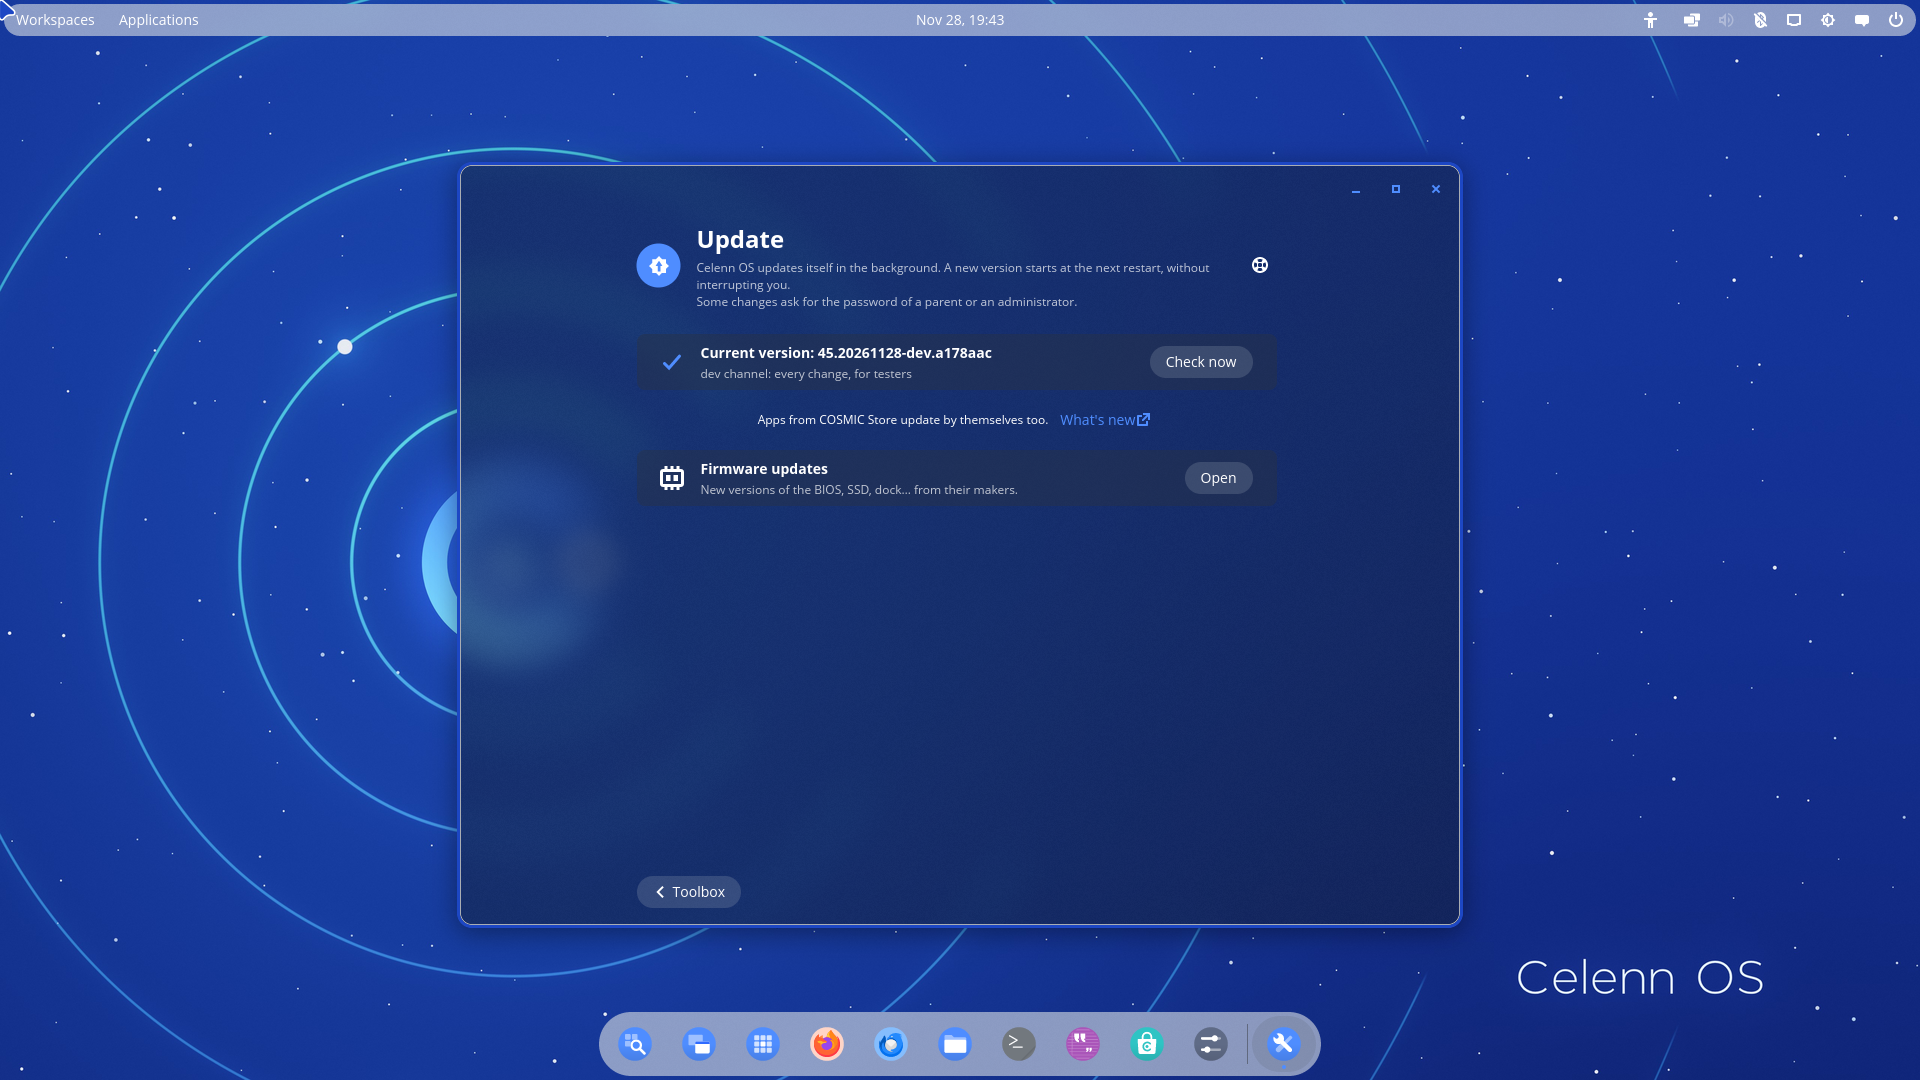 Workspaces
Applications
Nov 28, 19:43
Update
Celenn OS updates itself in the background. A new version starts at the next restart, without
interrupting you.
Some changes ask for the password of a parent or an administrator.
Current version: 45.20261128-dev.a178aac
dev channel: every change, for testers
Check now
Apps from COSMIC Store update by themselves too.
What's new
Firmware updates
New versions of the BIOS, SSD, dock... from their makers.
Open
Toolbox
Celenn OS